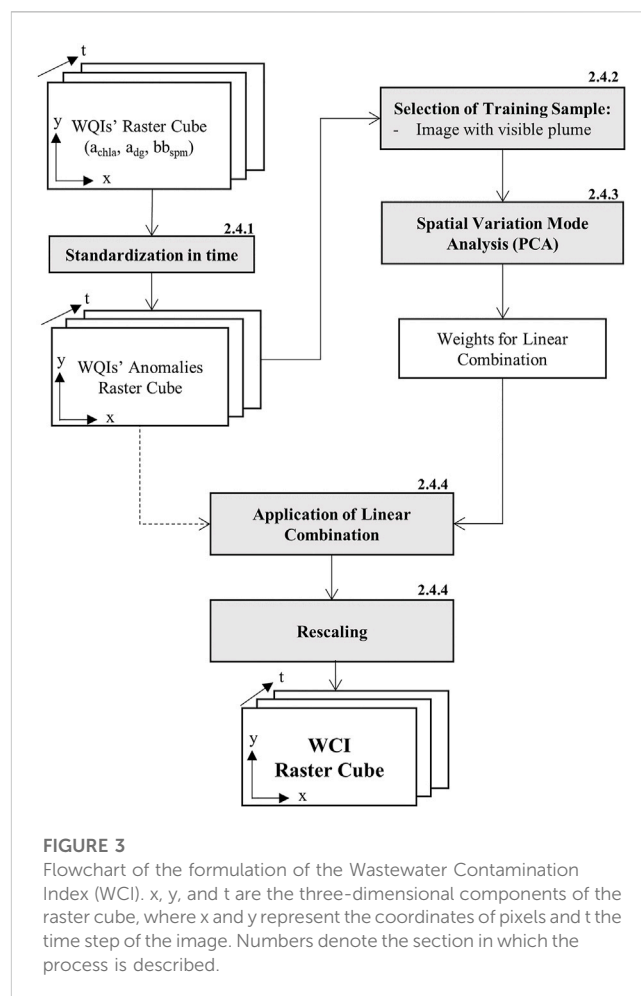 t
y
WQIs' Raster Cube
(a_chla, a_dg, bb_spm)
x
2.4.1
Standardization in time
t
y
WQIs' Anomalies
Raster Cube
x
2.4.2
Selection of Training Sample:
- Image with visible plume
2.4.3
Spatial Variation Mode
Analysis (PCA)
Weights for Linear
Combination
2.4.4
Application of Linear
Combination
2.4.4
Rescaling
t
y
WCI
Raster Cube
x
FIGURE 3
Flowchart of the formulation of the Wastewater Contamination
Index (WCI). x, y, and t are the three-dimensional components of the
raster cube, where x and y represent the coordinates of pixels and t the
time step of the image. Numbers denote the section in which the
process is described.